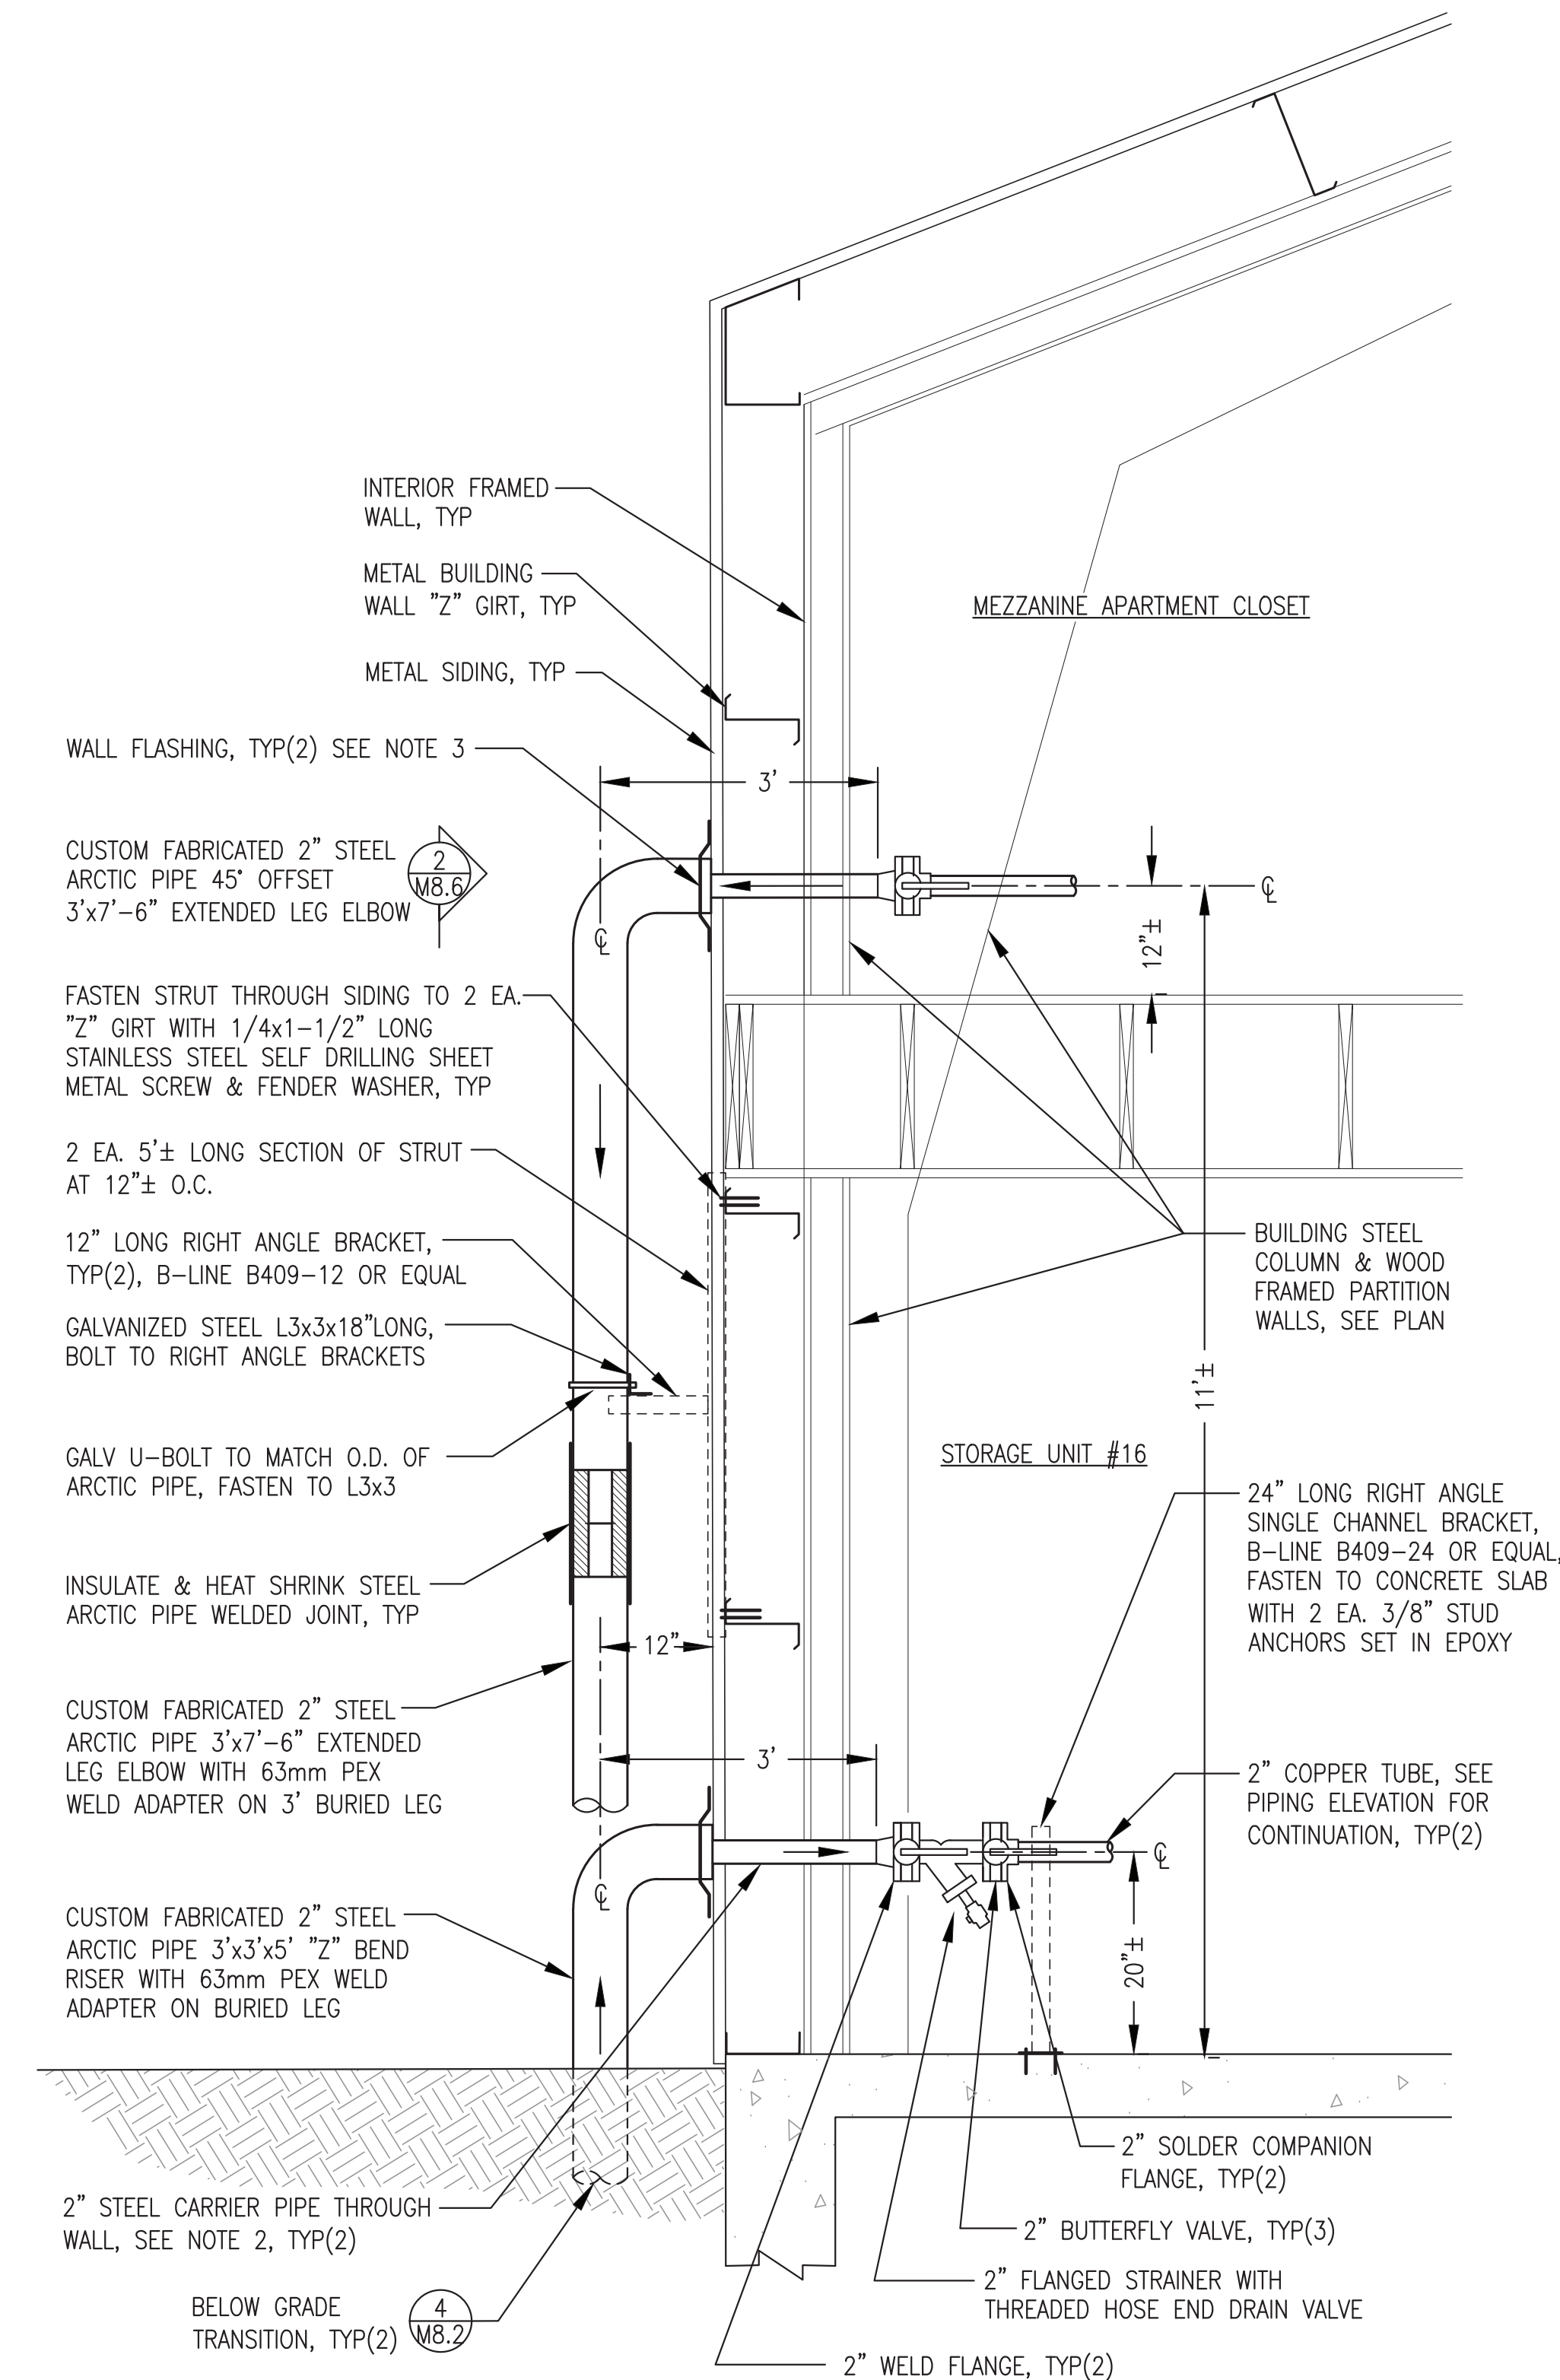 INTERIOR FRAMED
WALL, TYP
METAL BUILDING
WALL "Z" GIRT, TYP
MEZZANINE APARTMENT CLOSET
METAL SIDING, TYP
WALL FLASHING, TYP(2) SEE NOTE 3
3'
CUSTOM FABRICATED 2" STEEL
ARCTIC PIPE 45° OFFSET
3'x7'-6" EXTENDED LEG ELBOW
2
M8.6
℄
℄
12"±
FASTEN STRUT THROUGH SIDING TO 2 EA.
"Z" GIRT WITH 1/4x1-1/2" LONG
STAINLESS STEEL SELF DRILLING SHEET
METAL SCREW & FENDER WASHER, TYP
2 EA. 5'± LONG SECTION OF STRUT
AT 12"± O.C.
12" LONG RIGHT ANGLE BRACKET,
TYP(2), B-LINE B409-12 OR EQUAL
BUILDING STEEL
COLUMN & WOOD
FRAMED PARTITION
WALLS, SEE PLAN
GALVANIZED STEEL L3x3x18"LONG,
BOLT TO RIGHT ANGLE BRACKETS
11'±
GALV U-BOLT TO MATCH O.D. OF
ARCTIC PIPE, FASTEN TO L3x3
STORAGE UNIT #16
24" LONG RIGHT ANGLE
SINGLE CHANNEL BRACKET,
B-LINE B409-24 OR EQUAL,
FASTEN TO CONCRETE SLAB
WITH 2 EA. 3/8" STUD
ANCHORS SET IN EPOXY
INSULATE & HEAT SHRINK STEEL
ARCTIC PIPE WELDED JOINT, TYP
12"
CUSTOM FABRICATED 2" STEEL
ARCTIC PIPE 3'x7'-6" EXTENDED
LEG ELBOW WITH 63mm PEX
WELD ADAPTER ON 3' BURIED LEG
3'
2" COPPER TUBE, SEE
PIPING ELEVATION FOR
CONTINUATION, TYP(2)
℄
℄
20"±
CUSTOM FABRICATED 2" STEEL
ARCTIC PIPE 3'x3'x5' "Z" BEND
RISER WITH 63mm PEX WELD
ADAPTER ON BURIED LEG
2" SOLDER COMPANION
FLANGE, TYP(2)
2" STEEL CARRIER PIPE THROUGH
WALL, SEE NOTE 2, TYP(2)
2" BUTTERFLY VALVE, TYP(3)
2" FLANGED STRAINER WITH
THREADED HOSE END DRAIN VALVE
BELOW GRADE
TRANSITION, TYP(2)
4
M8.2
2" WELD FLANGE, TYP(2)